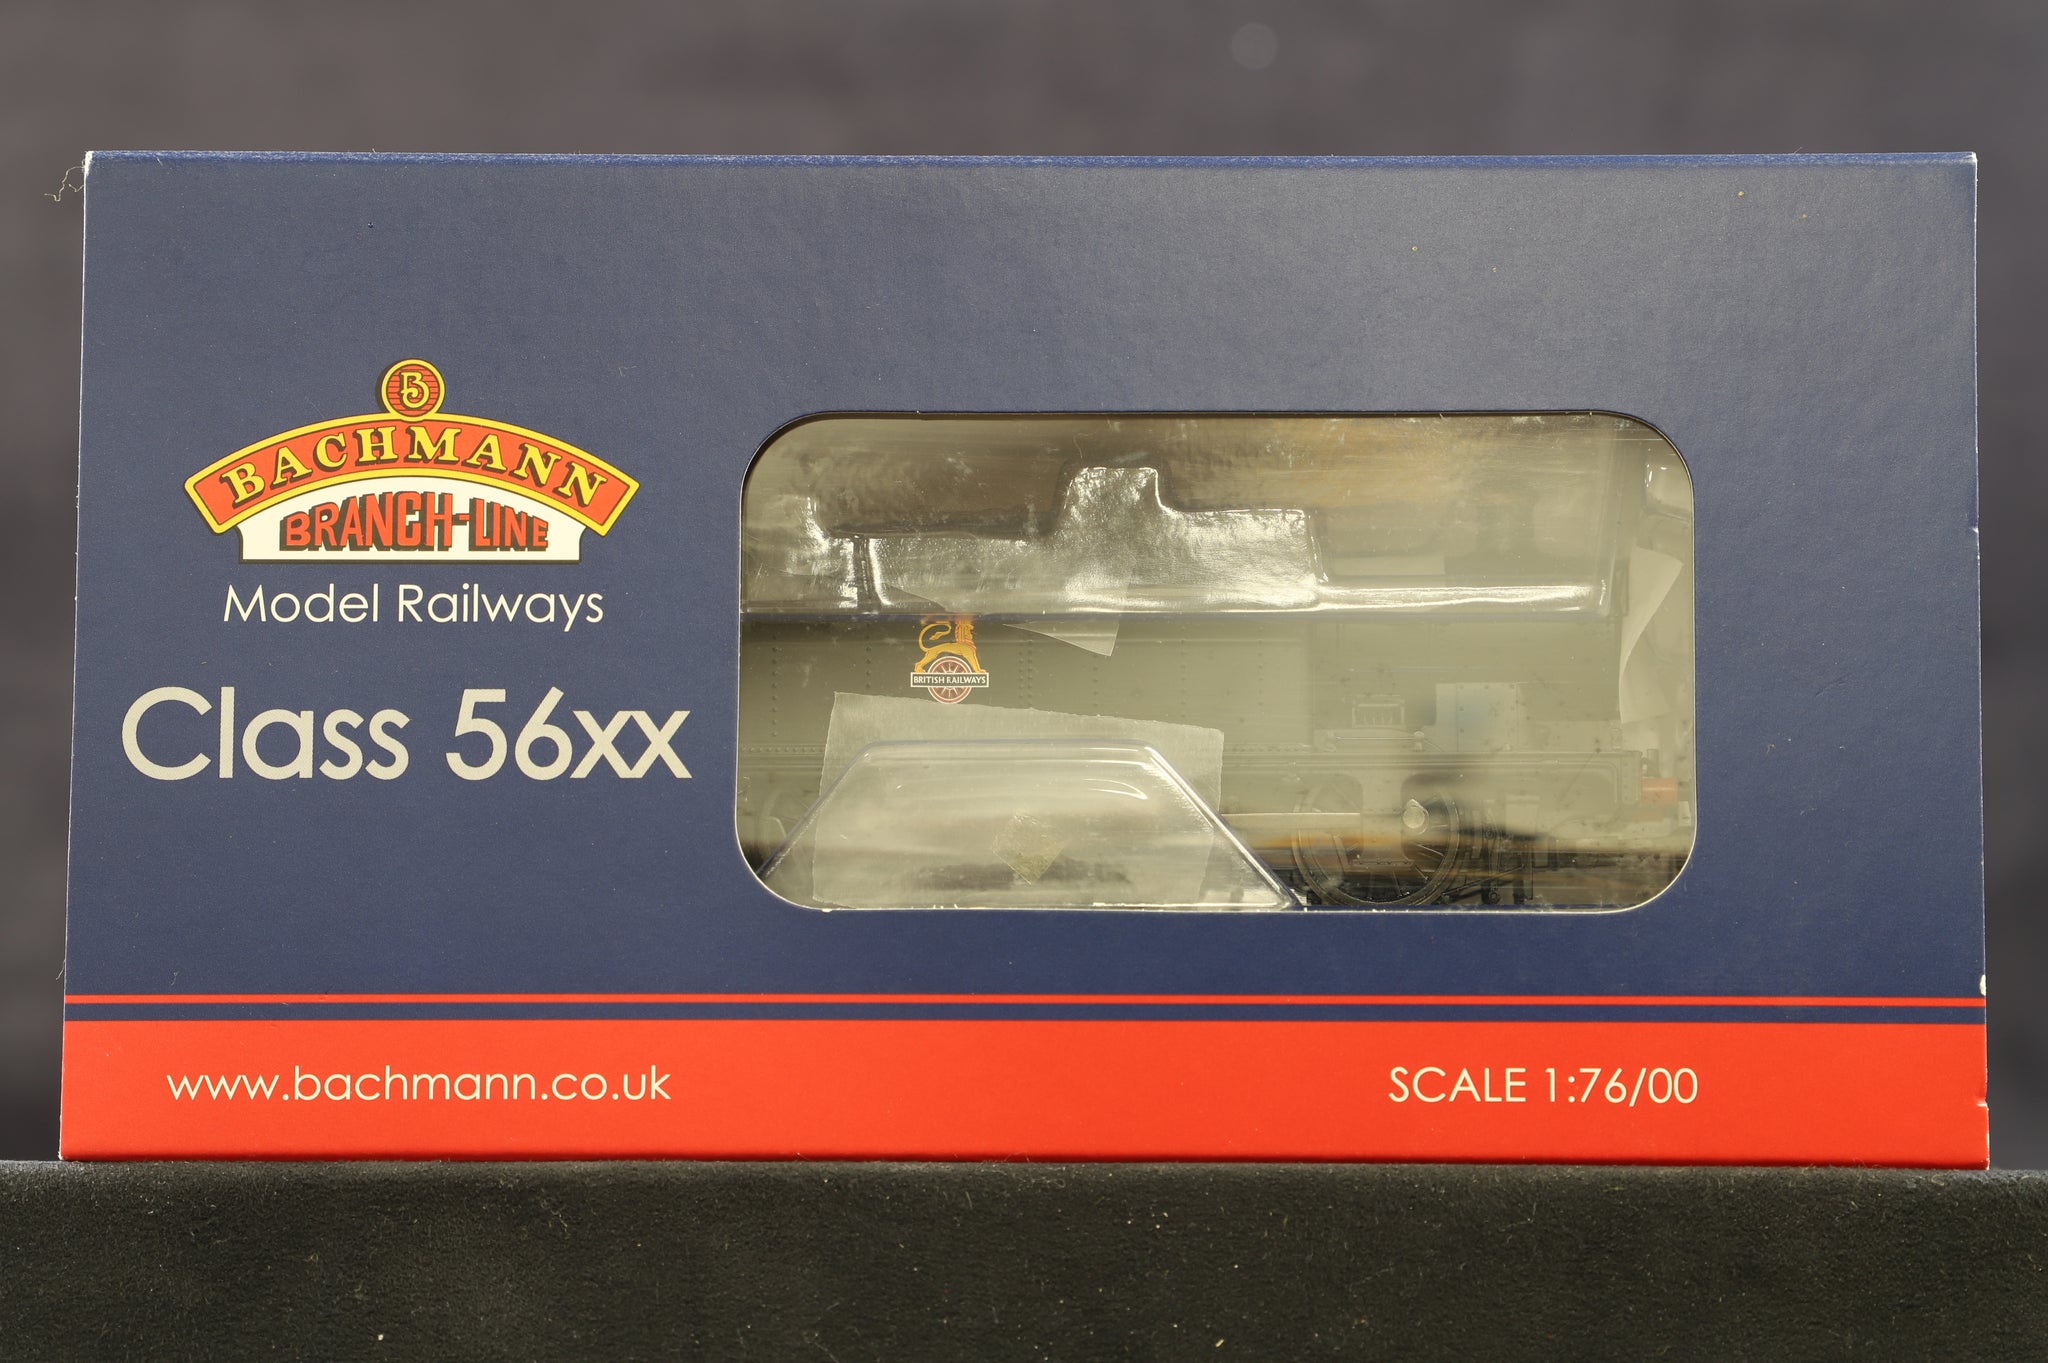 B
BACHMANN
BRANCH-LINE
Model Railways
Class 56xx
BRITISH RAILWAYS
www.bachmann.co.uk
SCALE 1:76/00